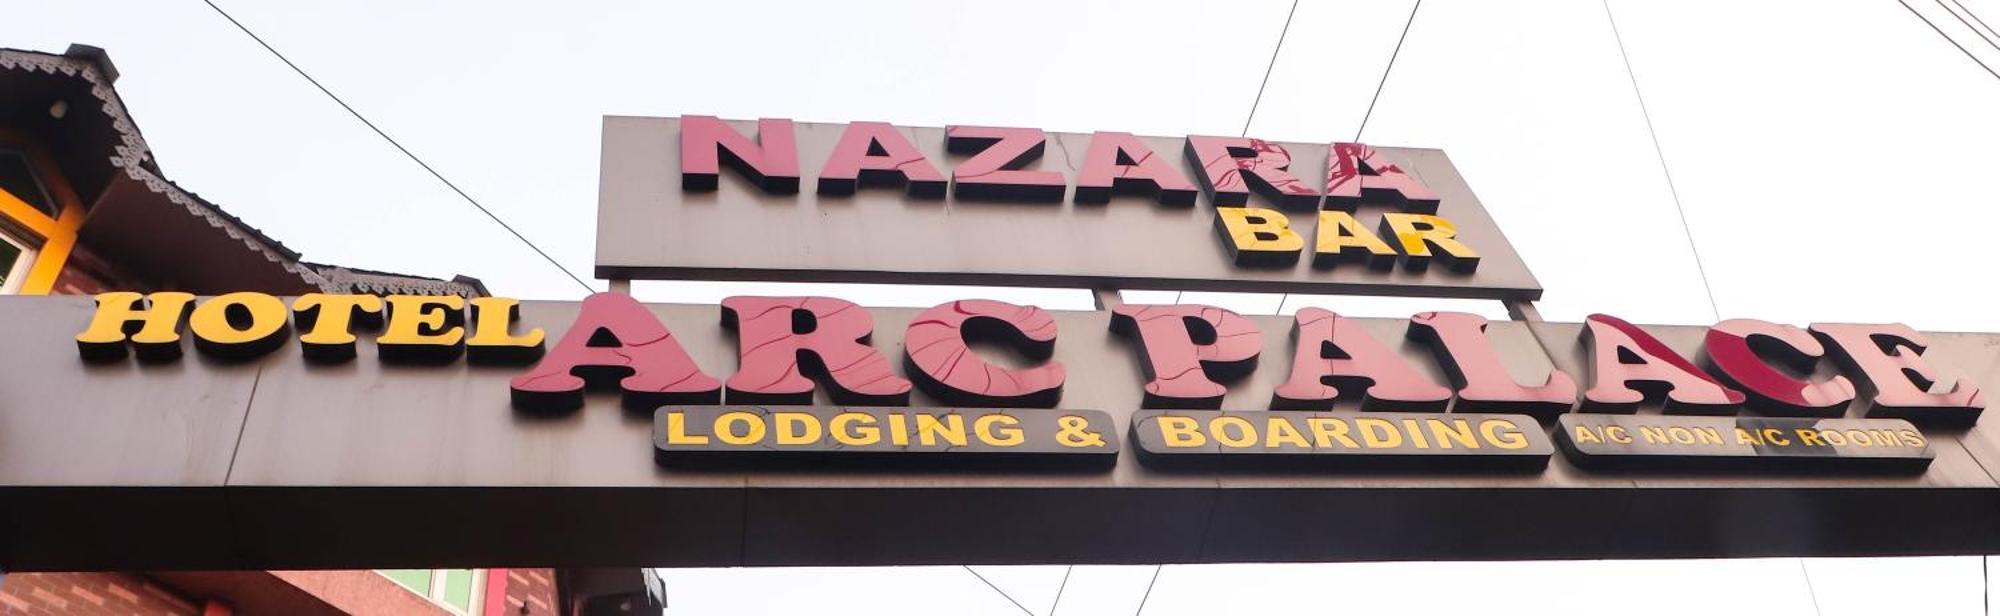 NAZARA
BAR
HOTEL ARC PALACE
LODGING & BOARDING A/C NON A/C ROOMS